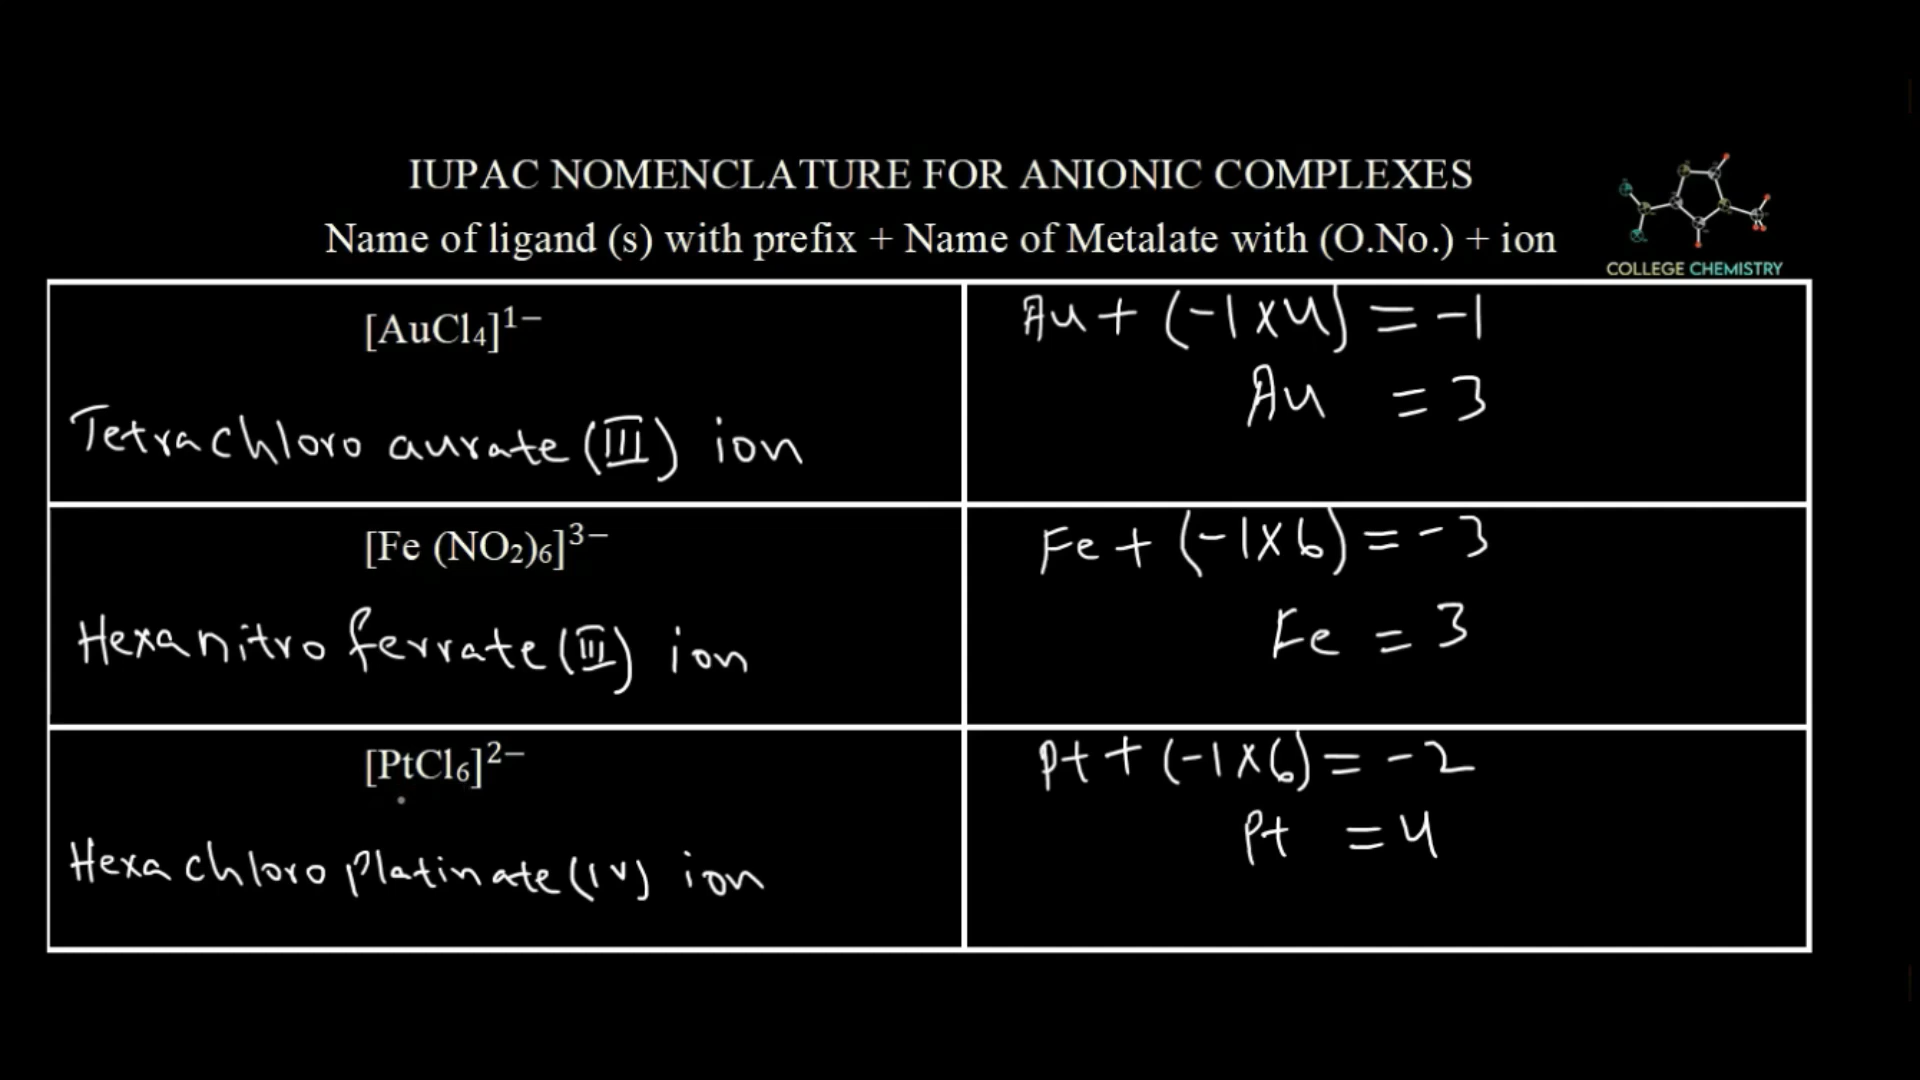 IUPAC NOMENCLATURE FOR ANIONIC COMPLEXES
Name of ligand (s) with prefix + Name of Metalate with (O.No.) + ion
COLLEGE CHEMISTRY
[AuCl₄]¹⁻
Au + (-1×4) = -1
Au = 3
Tetrachloro aurate (III) ion
[Fe (NO₂)₆]³⁻
Fe + (-1×6) = -3
Fe = 3
Hexanitro ferrate (III) ion
[PtCl₆]²⁻
Pt + (-1×6) = -2
Pt = 4
Hexachloro platinate (IV) ion